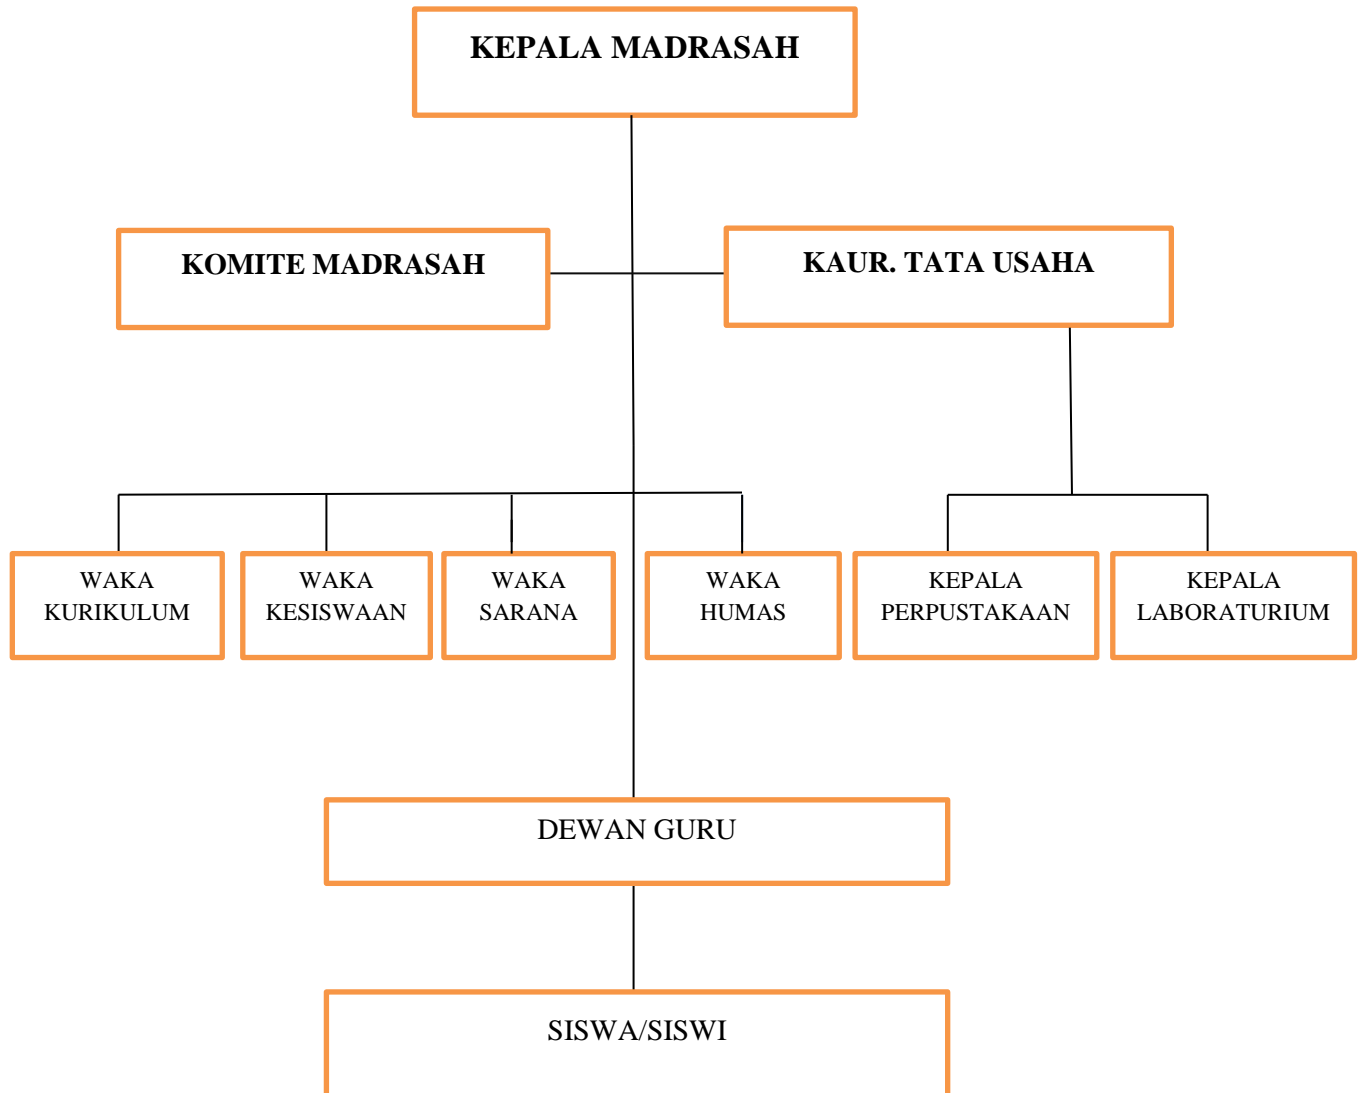 KEPALA MADRASAH
KOMITE MADRASAH
KAUR. TATA USAHA
WAKA
KURIKULUM
WAKA
KESISWAAN
WAKA
SARANA
WAKA
HUMAS
KEPALA
PERPUSTAKAAN
KEPALA
LABORATURIUM
DEWAN GURU
SISWA/SISWI